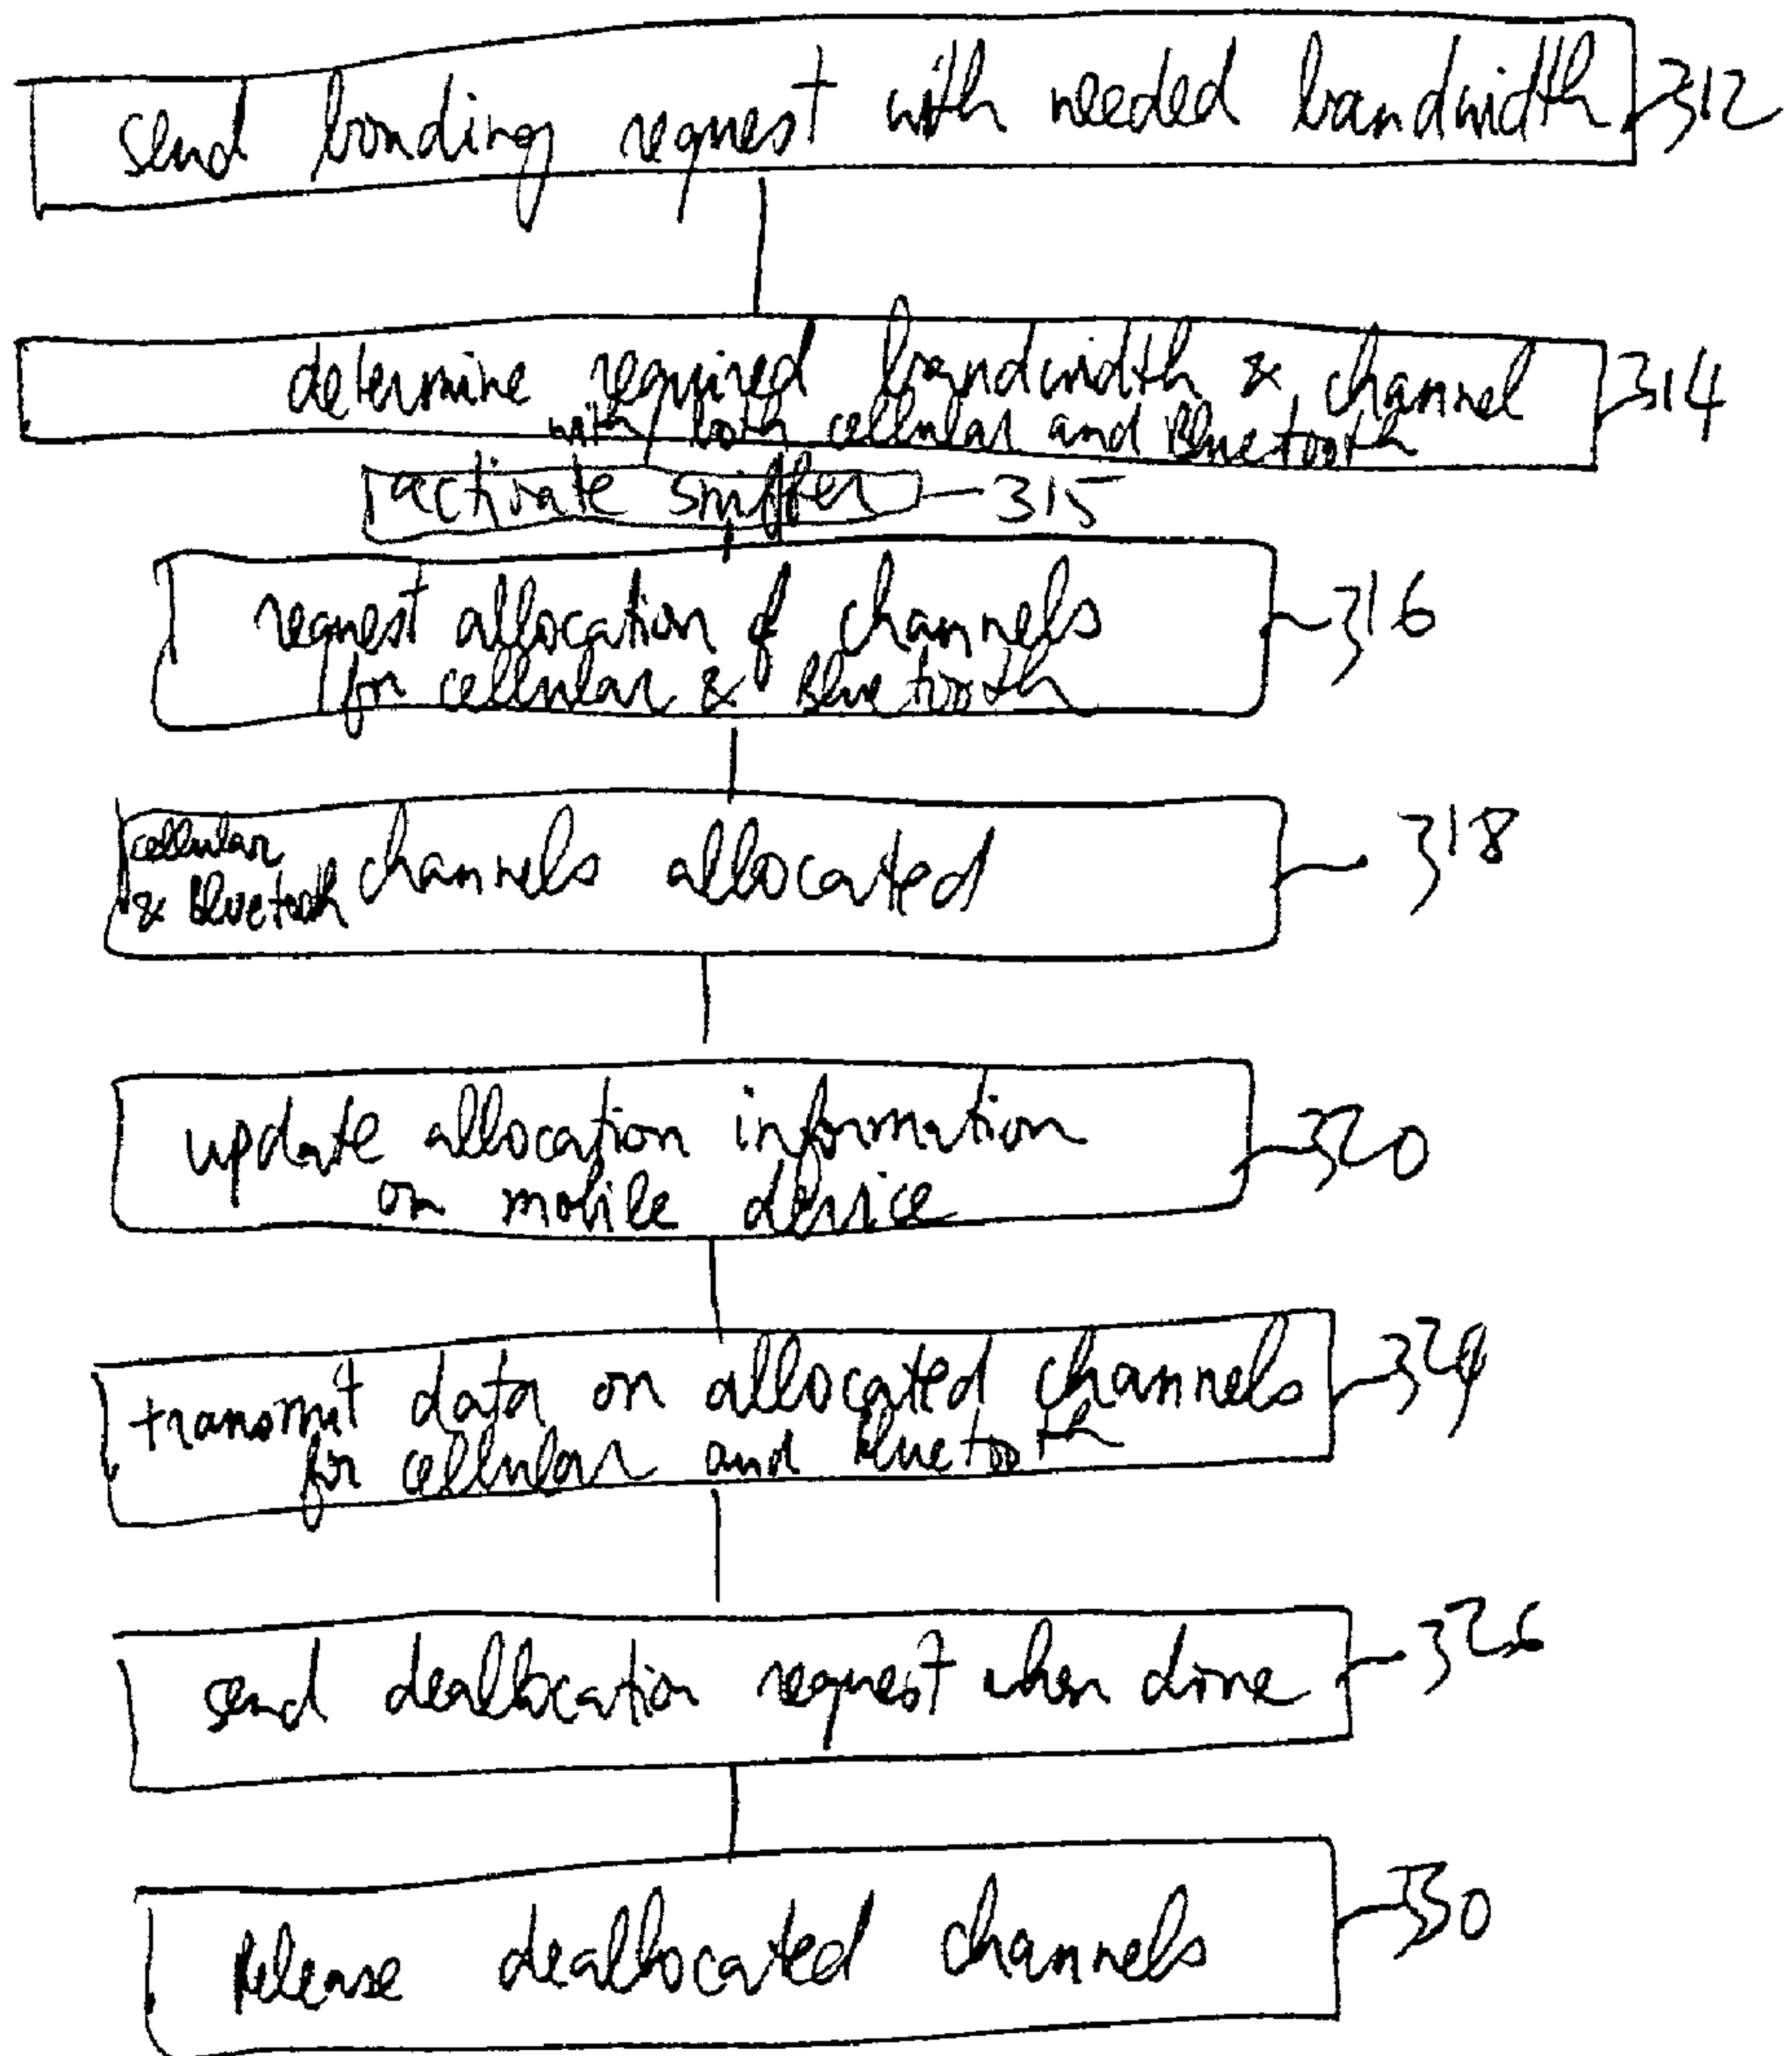 send bonding request with needed bandwidth 312
determine required bandwidth & channel 314
with both cellular and Bluetooth
activate sniffer 315
request allocation of channels 316
for cellular & Bluetooth
cellular
& Bluetooth channels allocated 318
update allocation information 320
on mobile device
transmit data on allocated channels 324
for cellular and Bluetooth
send deallocation request when done 326
Release deallocated channels 330